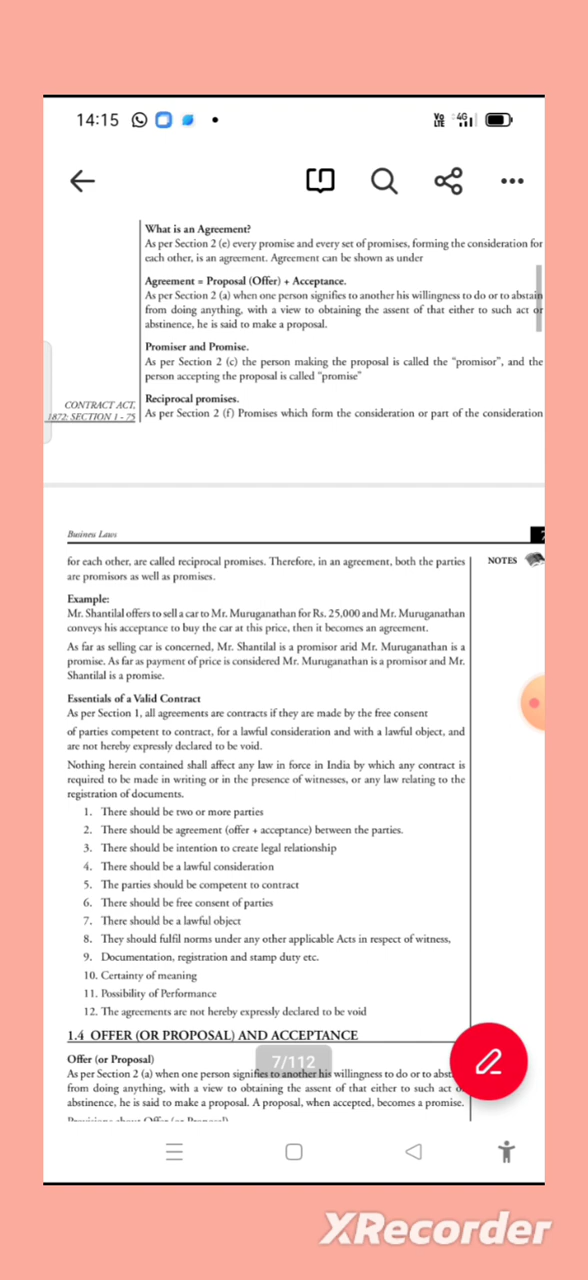 14:15
Vo
LTE
4G
What is an Agreement?
As per Section 2 (e) every promise and every set of promises, forming the consideration for
each other, is an agreement. Agreement can be shown as under
Agreement = Proposal (Offer) + Acceptance.
As per Section 2 (a) when one person signifies to another his willingness to do or to abstain
from doing anything, with a view to obtaining the assent of that either to such act or
abstinence, he is said to make a proposal.
Promiser and Promise.
As per Section 2 (c) the person making the proposal is called the "promisor", and the
person accepting the proposal is called "promise"
Reciprocal promises.
CONTRACT ACT,
1872: SECTION 1 - 75
As per Section 2 (f) Promises which form the consideration or part of the consideration
Business Laws
7
for each other, are called reciprocal promises. Therefore, in an agreement, both the parties
NOTES
are promisors as well as promises.
Example:
Mr. Shantilal offers to sell a car to Mr. Muruganathan for Rs. 25,000 and Mr. Muruganathan
conveys his acceptance to buy the car at this price, then it becomes an agreement.
As far as selling car is concerned, Mr. Shantilal is a promisor arid Mr. Muruganathan is a
promise. As far as payment of price is considered Mr. Muruganathan is a promisor and Mr.
Shantilal is a promise.
Essentials of a Valid Contract
As per Section 1, all agreements are contracts if they are made by the free consent
of parties competent to contract, for a lawful consideration and with a lawful object, and
are not hereby expressly declared to be void.
Nothing herein contained shall affect any law in force in India by which any contract is
required to be made in writing or in the presence of witnesses, or any law relating to the
registration of documents.
1. There should be two or more parties
2. There should be agreement (offer + acceptance) between the parties.
3. There should be intention to create legal relationship
4. There should be a lawful consideration
5. The parties should be competent to contract
6. There should be free consent of parties
7. There should be a lawful object
8. They should fulfil norms under any other applicable Acts in respect of witness,
9. Documentation, registration and stamp duty etc.
10. Certainty of meaning
11. Possibility of Performance
12. The agreements are not hereby expressly declared to be void
1.4 OFFER (OR PROPOSAL) AND ACCEPTANCE
Offer (or Proposal)
7/112
As per Section 2 (a) when one person signifies to another his willingness to do or to abst
from doing anything, with a view to obtaining the assent of that either to such act o
abstinence, he is said to make a proposal. A proposal, when accepted, becomes a promise.
XRecorder